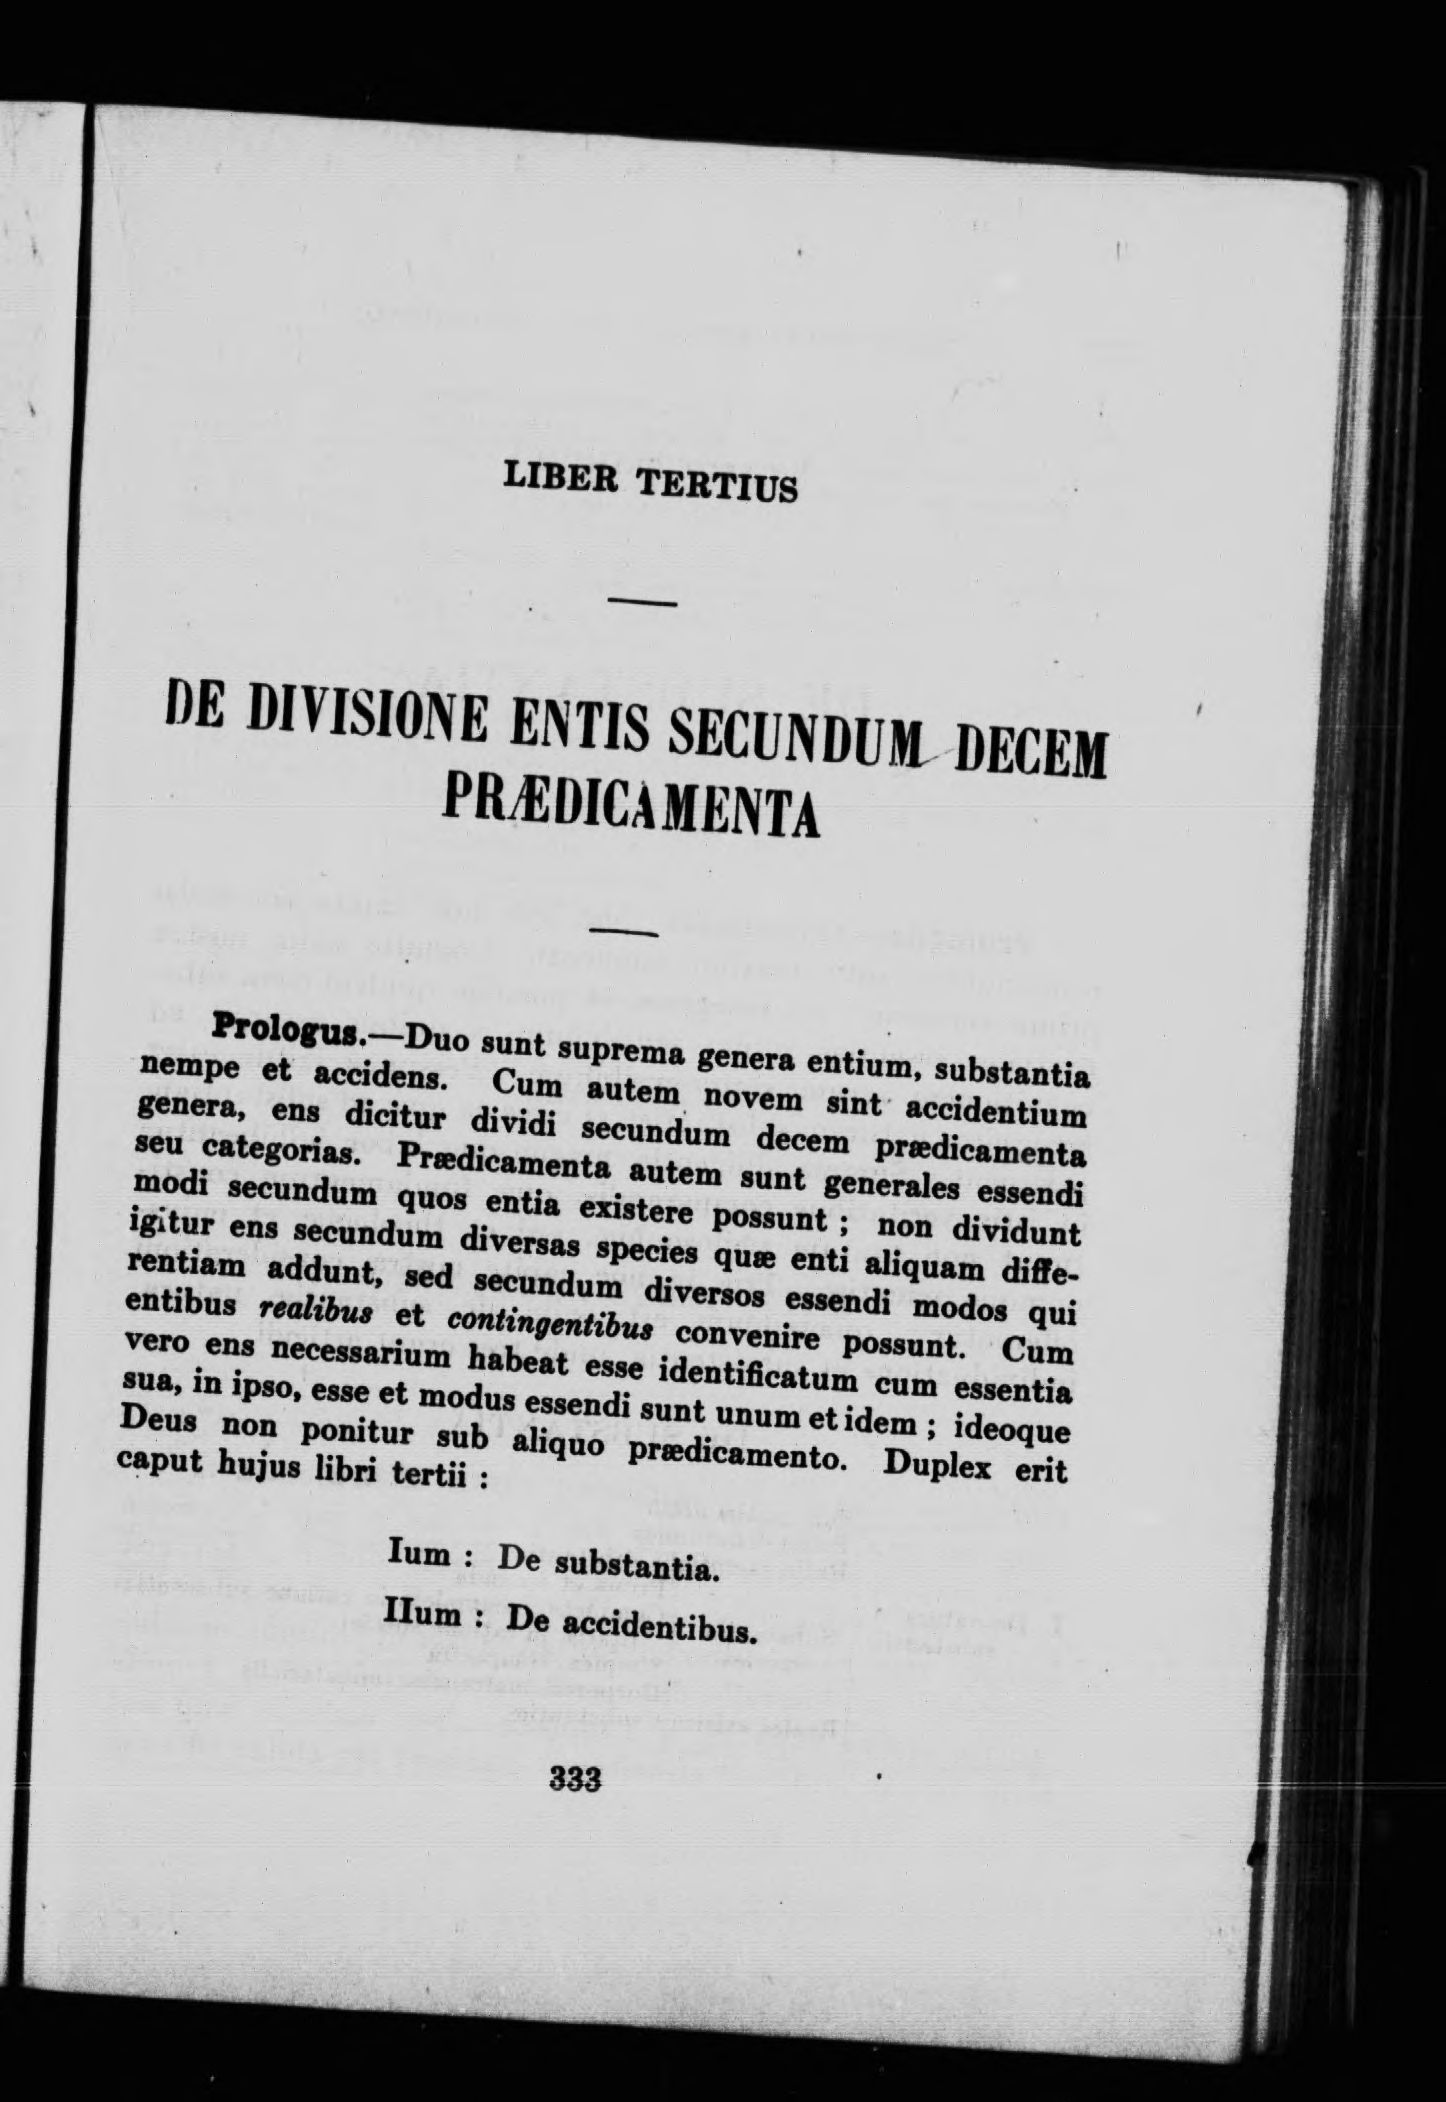 LIBER TERTIUS
DE DIVISIONE ENTIS SECUNDUM DECEM
PRÆDICAMENTA
Prologus.—Duo sunt suprema genera entium, substantia
nempe et accidens. Cum autem novem sint accidentium
genera, ens dicitur dividi secundum decem prædicamenta
seu categorias. Prædicamenta autem sunt generales essendi
modi secundum quos entia existere possunt ; non dividunt
igitur ens secundum diversas species quæ enti aliquam diffe-
rentiam addunt, sed secundum diversos essendi modos qui
entibus realibus et contingentibus convenire possunt. Cum
vero ens necessarium habeat esse identificatum cum essentia
sua, in ipso, esse et modus essendi sunt unum et idem ; ideoque
Deus non ponitur sub aliquo prædicamento. Duplex erit
caput hujus libri tertii :
Ium : De substantia.
IIum : De accidentibus.
333